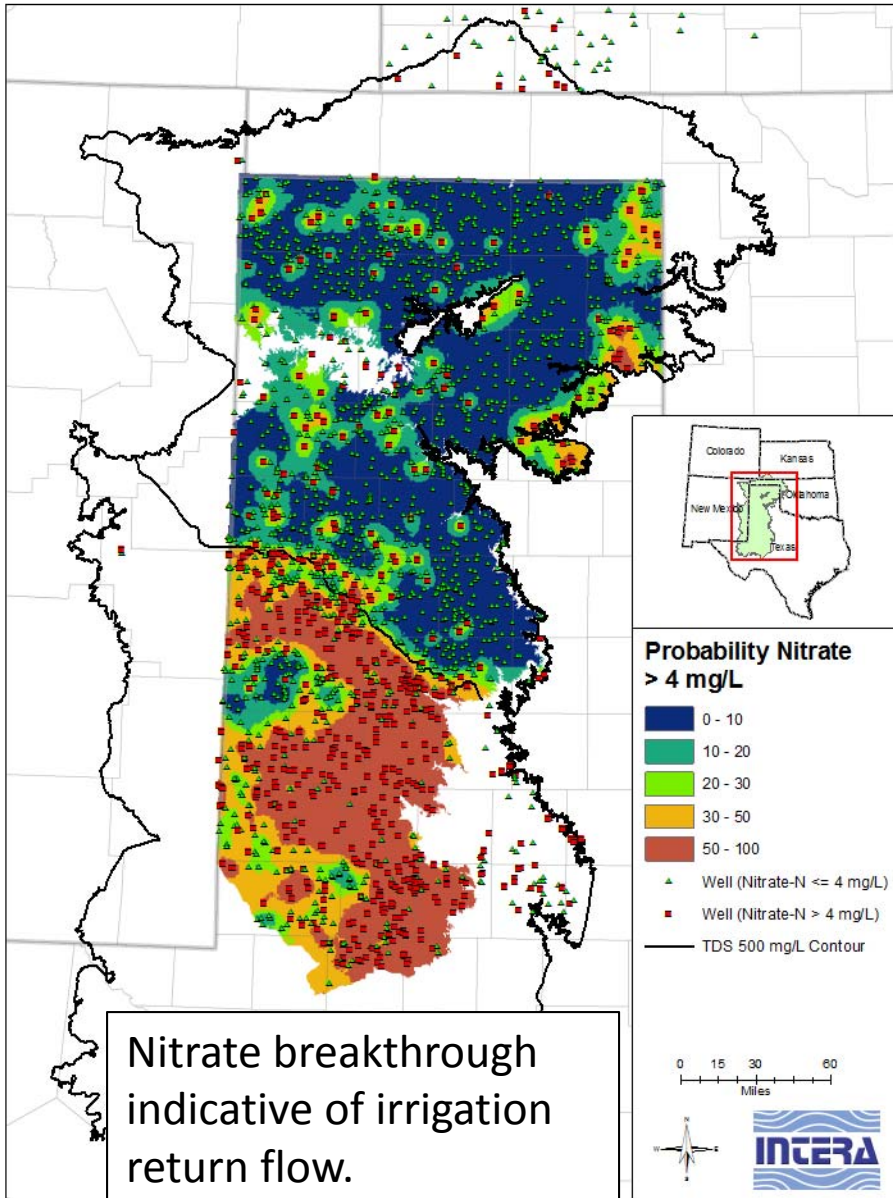 Colorado
Kansas
New Mexico
Oklahoma
Texas
Probability Nitrate
> 4 mg/L
0 - 10
10 - 20
20 - 30
30 - 50
50 - 100
Well (Nitrate-N <= 4 mg/L)
Well (Nitrate-N > 4 mg/L)
TDS 500 mg/L Contour
0 15 30 60
Miles
N
W E
S
INTERA
Nitrate breakthrough
indicative of irrigation
return flow.